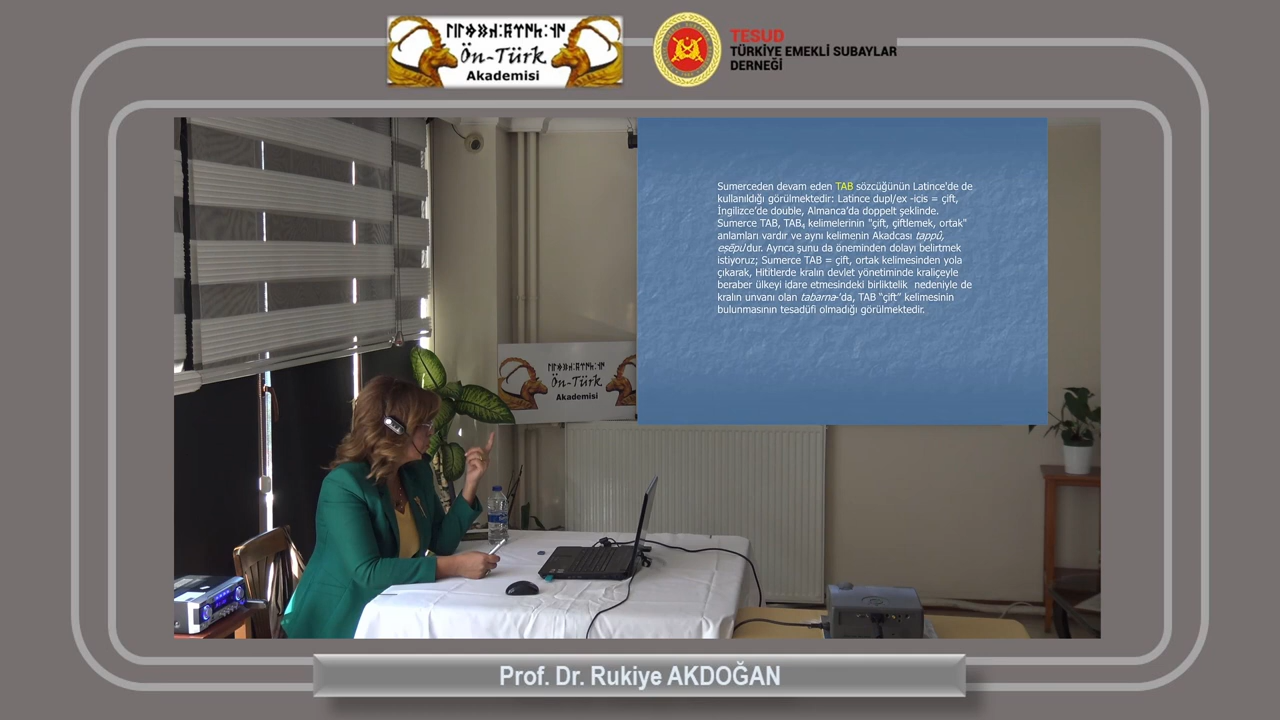 Ön-Türk
Akademisi
TESUD
TÜRKİYE EMEKLİ SUBAYLAR
DERNEĞİ
Sumerceden devam eden TAB sözcüğünün Latince'de de
kullanıldığı görülmektedir: Latince dupl/ex -icis = çift,
İngilizce'de double, Almanca'da doppelt şeklinde.
Sumerce TAB, TAB₄ kelimelerinin "çift, çiftlemek, ortak"
anlamları vardır ve aynı kelimenin Akadcası tappû,
eṣēpu dur. Ayrıca şunu da öneminden dolayı belirtmek
istiyoruz; Sumerce TAB = çift, ortak kelimesinden yola
çıkarak, Hititlerde kralın devlet yönetiminde kraliçeyle
beraber ülkeyi idare etmesindeki birliktelik nedeniyle de
kralın unvanı olan tabarna-'da, TAB "çift" kelimesinin
bulunmasının tesadüfi olmadığı görülmektedir.
Ön-Türk
Akademisi
Prof. Dr. Rukiye AKDOĞAN